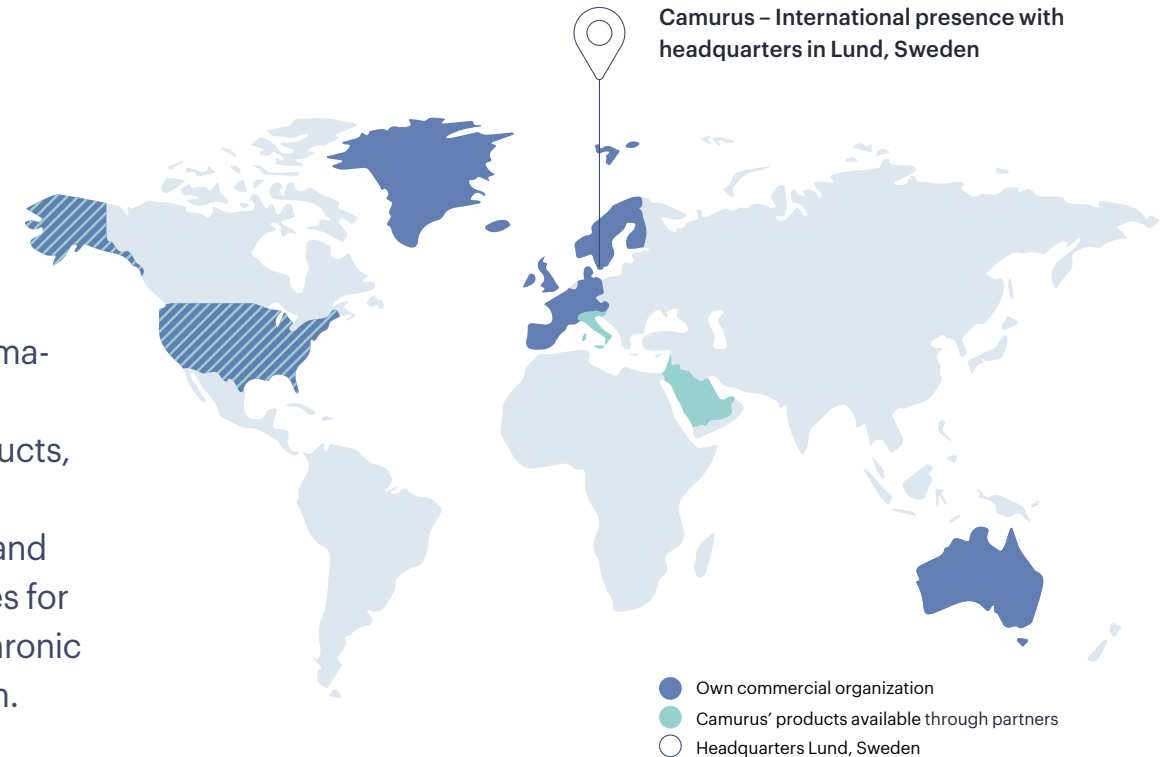 Camurus – International presence with
headquarters in Lund, Sweden
ma-
ucts,
and
es for
ronic
n.
Own commercial organization
Camurus’ products available through partners
Headquarters Lund, Sweden